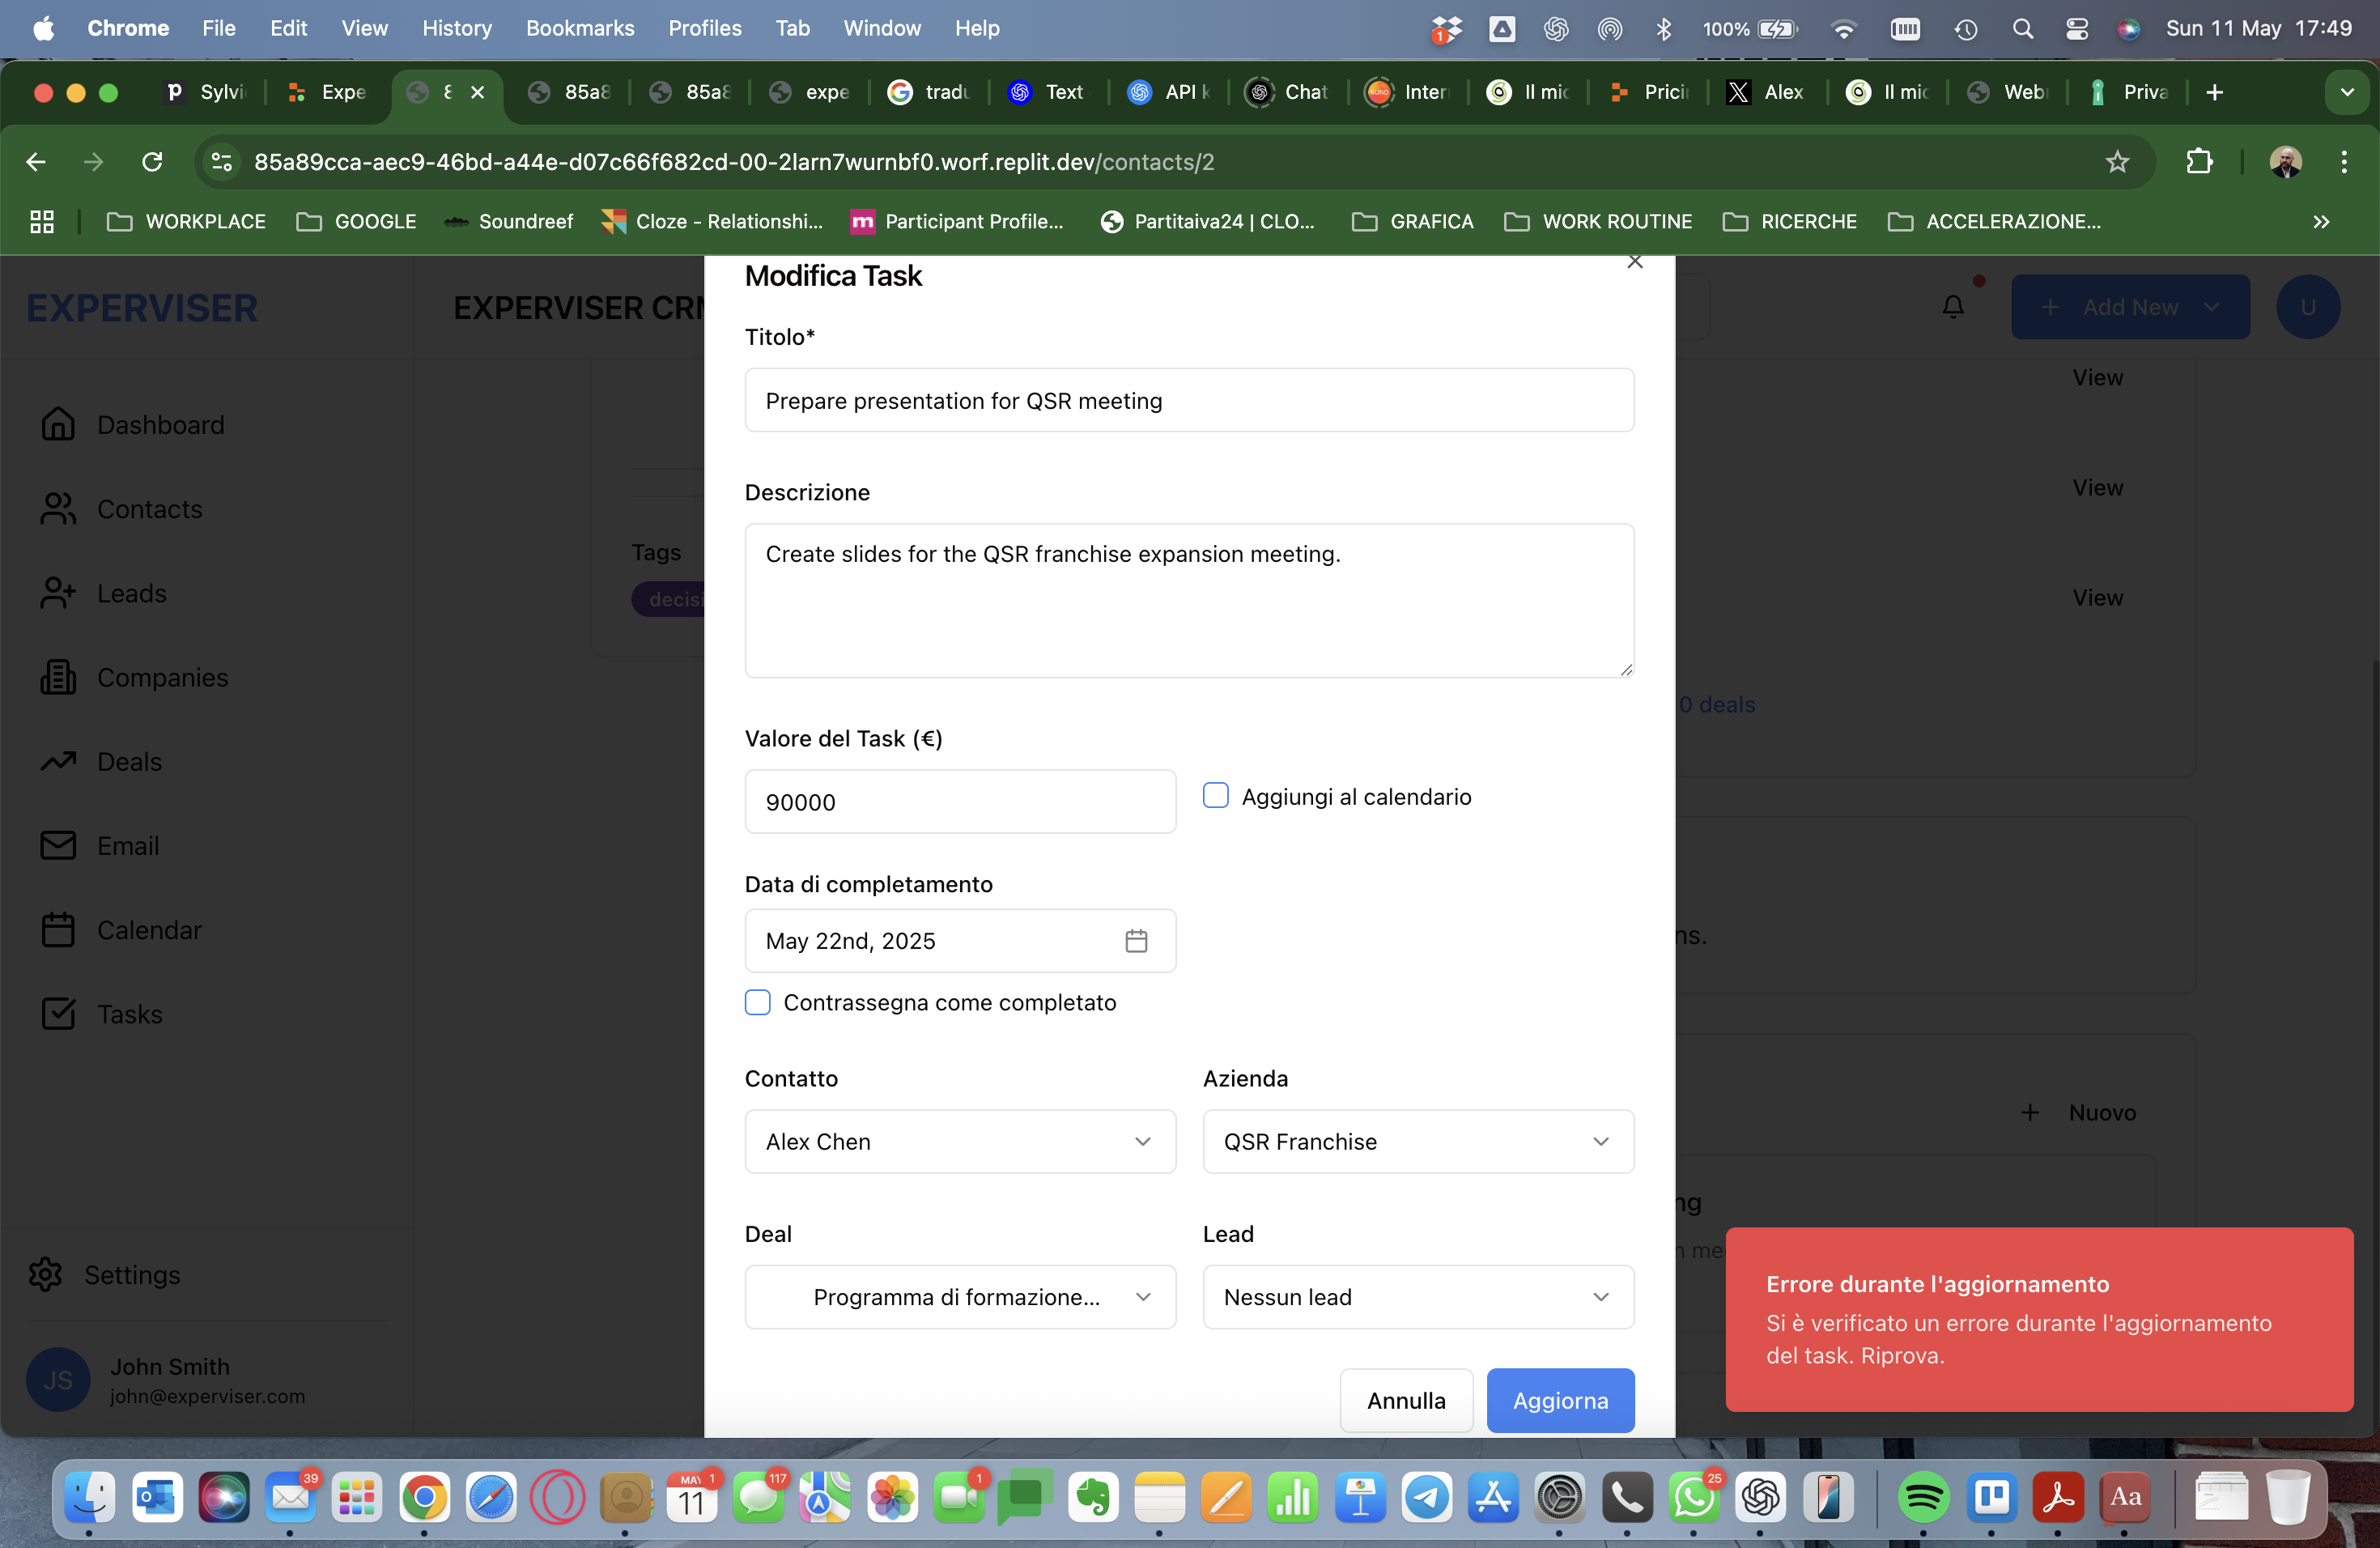 Chrome File Edit View History Bookmarks Profiles Tab Window Help 1 100% Sun 11 May 17:49
Sylvi Expe 85a8 85a8 expe tradu Text API k Chat Inter Il mic Prici Alex Il mic Web Priva
85a89cca-aec9-46bd-a44e-d07c66f682cd-00-2larn7wurnbf0.worf.replit.dev/contacts/2
WORKPLACE GOOGLE Soundreef Cloze - Relationshi... Participant Profile... Partitaiva24 | CLO... GRAFICA WORK ROUTINE RICERCHE ACCELERAZIONE...
EXPERVISER
EXPERVISER CRM
Add New
U
Dashboard
Contacts
Leads
Companies
Deals
Email
Calendar
Tasks
Settings
JS
John Smith
john@experviser.com
Tags
decisi
View
View
View
0 deals
ns.
Nuovo
ng
n me
Modifica Task
Titolo*
Prepare presentation for QSR meeting
Descrizione
Create slides for the QSR franchise expansion meeting.
Valore del Task (€)
90000
Aggiungi al calendario
Data di completamento
May 22nd, 2025
Contrassegna come completato
Contatto
Azienda
Alex Chen
QSR Franchise
Deal
Lead
Programma di formazione...
Nessun lead
Annulla
Aggiorna
Errore durante l'aggiornamento
Si è verificato un errore durante l'aggiornamento
del task. Riprova.
39
MAY 1
11
117
1
25
Aa